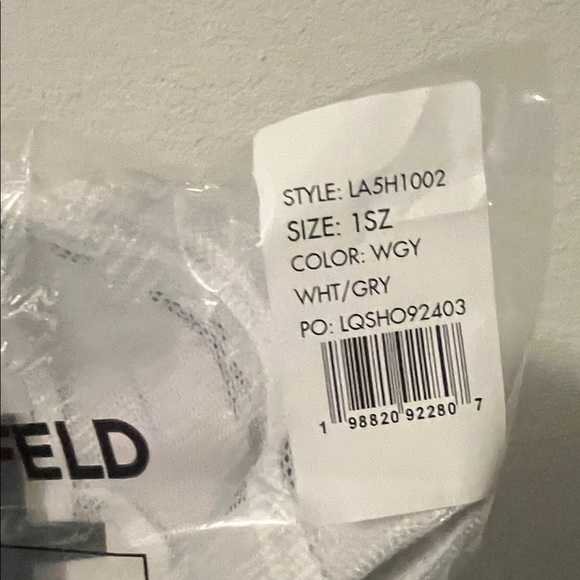 STYLE: LA5H1002
SIZE: 1SZ
COLOR: WGY
WHT/GRY
PO: LQSHO92403
1 98820 92280 7
FELD